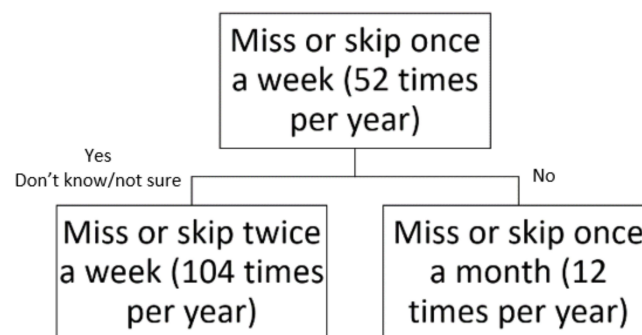 Miss or skip once
a week (52 times
per year)
Yes
Don't know/not sure
No
Miss or skip twice
a week (104 times
per year)
Miss or skip once
a month (12
times per year)